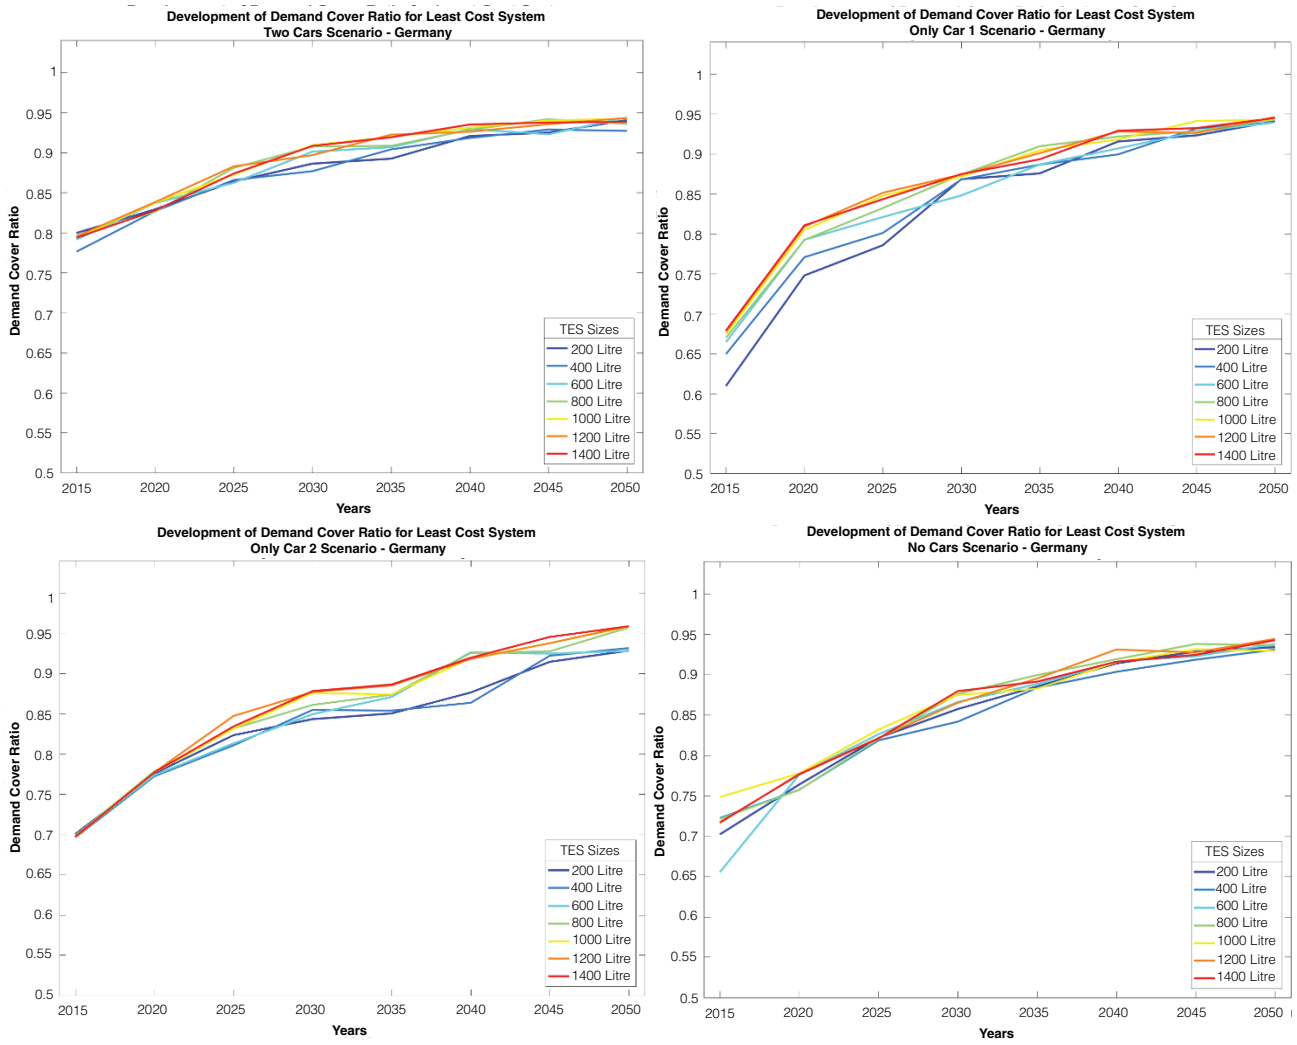 Development of Demand Cover Ratio for Least Cost System
Two Cars Scenario - Germany
1
0.95
0.9
0.85
0.8
0.75
0.7
0.65
0.6
0.55
0.5
Demand Cover Ratio
TES Sizes
200 Litre
400 Litre
600 Litre
800 Litre
1000 Litre
1200 Litre
1400 Litre
2015 2020 2025 2030 2035 2040 2045 2050
Years
Development of Demand Cover Ratio for Least Cost System
Only Car 1 Scenario - Germany
1
0.95
0.9
0.85
0.8
0.75
0.7
0.65
0.6
0.55
0.5
Demand Cover Ratio
TES Sizes
200 Litre
400 Litre
600 Litre
800 Litre
1000 Litre
1200 Litre
1400 Litre
2015 2020 2025 2030 2035 2040 2045 2050
Years
Development of Demand Cover Ratio for Least Cost System
Only Car 2 Scenario - Germany
1
0.95
0.9
0.85
0.8
0.75
0.7
0.65
0.6
0.55
0.5
Demand Cover Ratio
TES Sizes
200 Litre
400 Litre
600 Litre
800 Litre
1000 Litre
1200 Litre
1400 Litre
2015 2020 2025 2030 2035 2040 2045 2050
Years
Development of Demand Cover Ratio for Least Cost System
No Cars Scenario - Germany
1
0.95
0.9
0.85
0.8
0.75
0.7
0.65
0.6
0.55
0.5
Demand Cover Ratio
TES Sizes
200 Litre
400 Litre
600 Litre
800 Litre
1000 Litre
1200 Litre
1400 Litre
2015 2020 2025 2030 2035 2040 2045 2050
Years